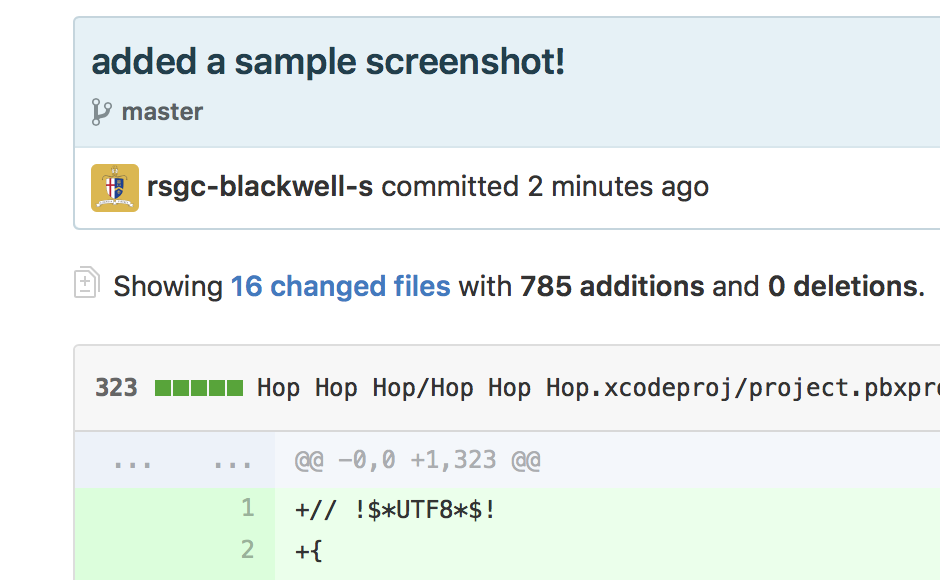 added a sample screenshot!
master
rsgc-blackwell-s committed 2 minutes ago
Showing 16 changed files with 785 additions and 0 deletions.
323 Hop Hop Hop/Hop Hop Hop.xcodeproj/project.pbxpro
... ... @@ -0,0 +1,323 @@
1 +// !$*UTF8*$!
2 +{